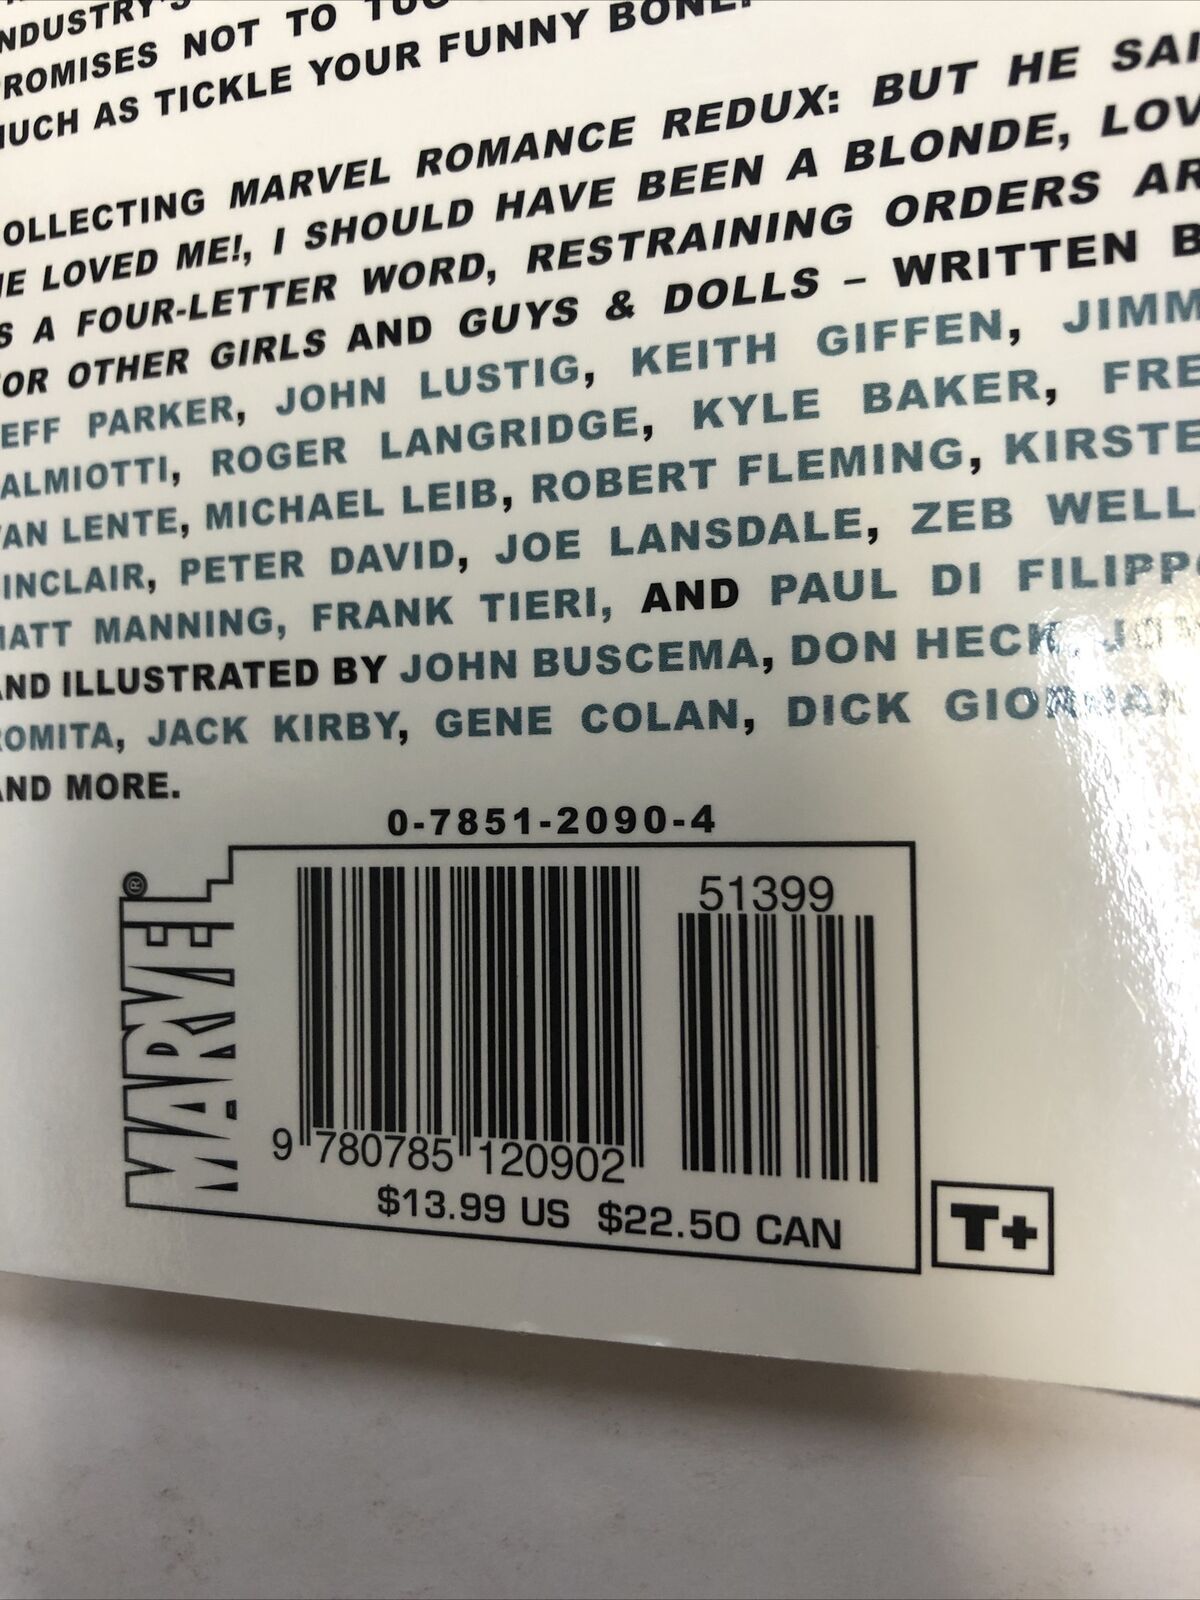 NDUSTRY'S
ROMISES NOT TO
MUCH AS TICKLE YOUR FUNNY BONE!
OLLECTING MARVEL ROMANCE REDUX: BUT HE SAI
E LOVED ME!, I SHOULD HAVE BEEN A BLONDE, LOV
S A FOUR-LETTER WORD, RESTRAINING ORDERS AR
OR OTHER GIRLS AND GUYS & DOLLS – WRITTEN B
EFF PARKER, JOHN LUSTIG, KEITH GIFFEN, JIMM
ALMIOTTI, ROGER LANGRIDGE, KYLE BAKER, FRE
AN LENTE, MICHAEL LEIB, ROBERT FLEMING, KIRSTE
INCLAIR, PETER DAVID, JOE LANSDALE, ZEB WELL
ATT MANNING, FRANK TIERI, AND PAUL DI FILIPP
ND ILLUSTRATED BY JOHN BUSCEMA, DON HECK,
ROMITA, JACK KIRBY, GENE COLAN, DICK GIORDAN
AND MORE.
0-7851-2090-4
MARVEL®
51399
9 780785 120902
$13.99 US $22.50 CAN
T+